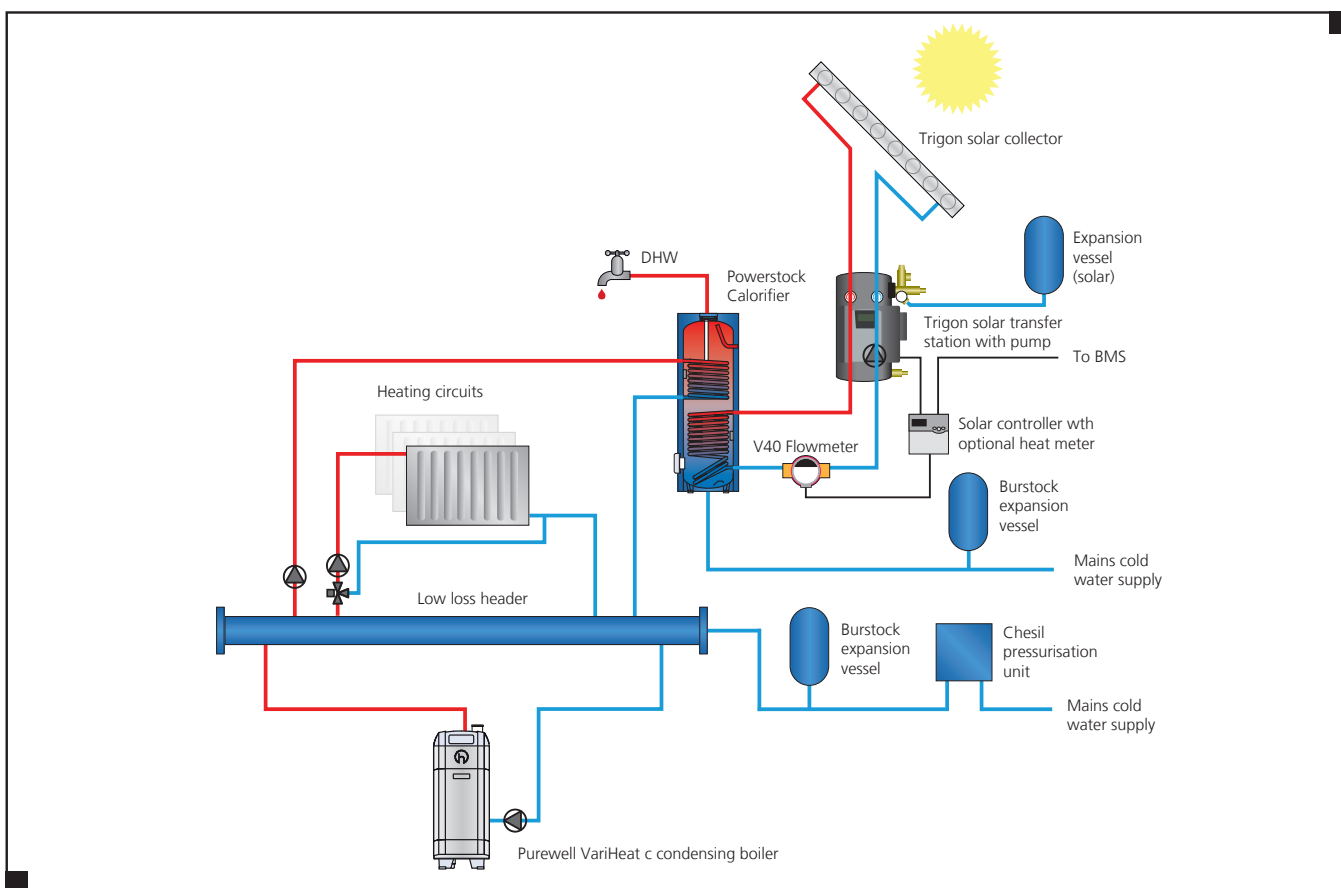 Trigon solar collector
Expansion
vessel
(solar)
DHW
Powerstock
Calorifier
Trigon solar transfer
station with pump
To BMS
Heating circuits
Solar controller wth
optional heat meter
V40 Flowmeter
Burstock
expansion
vessel
Mains cold
water supply
Low loss header
Burstock
expansion
vessel
Chesil
pressurisation
unit
Mains cold
water supply
Purewell VariHeat c condensing boiler